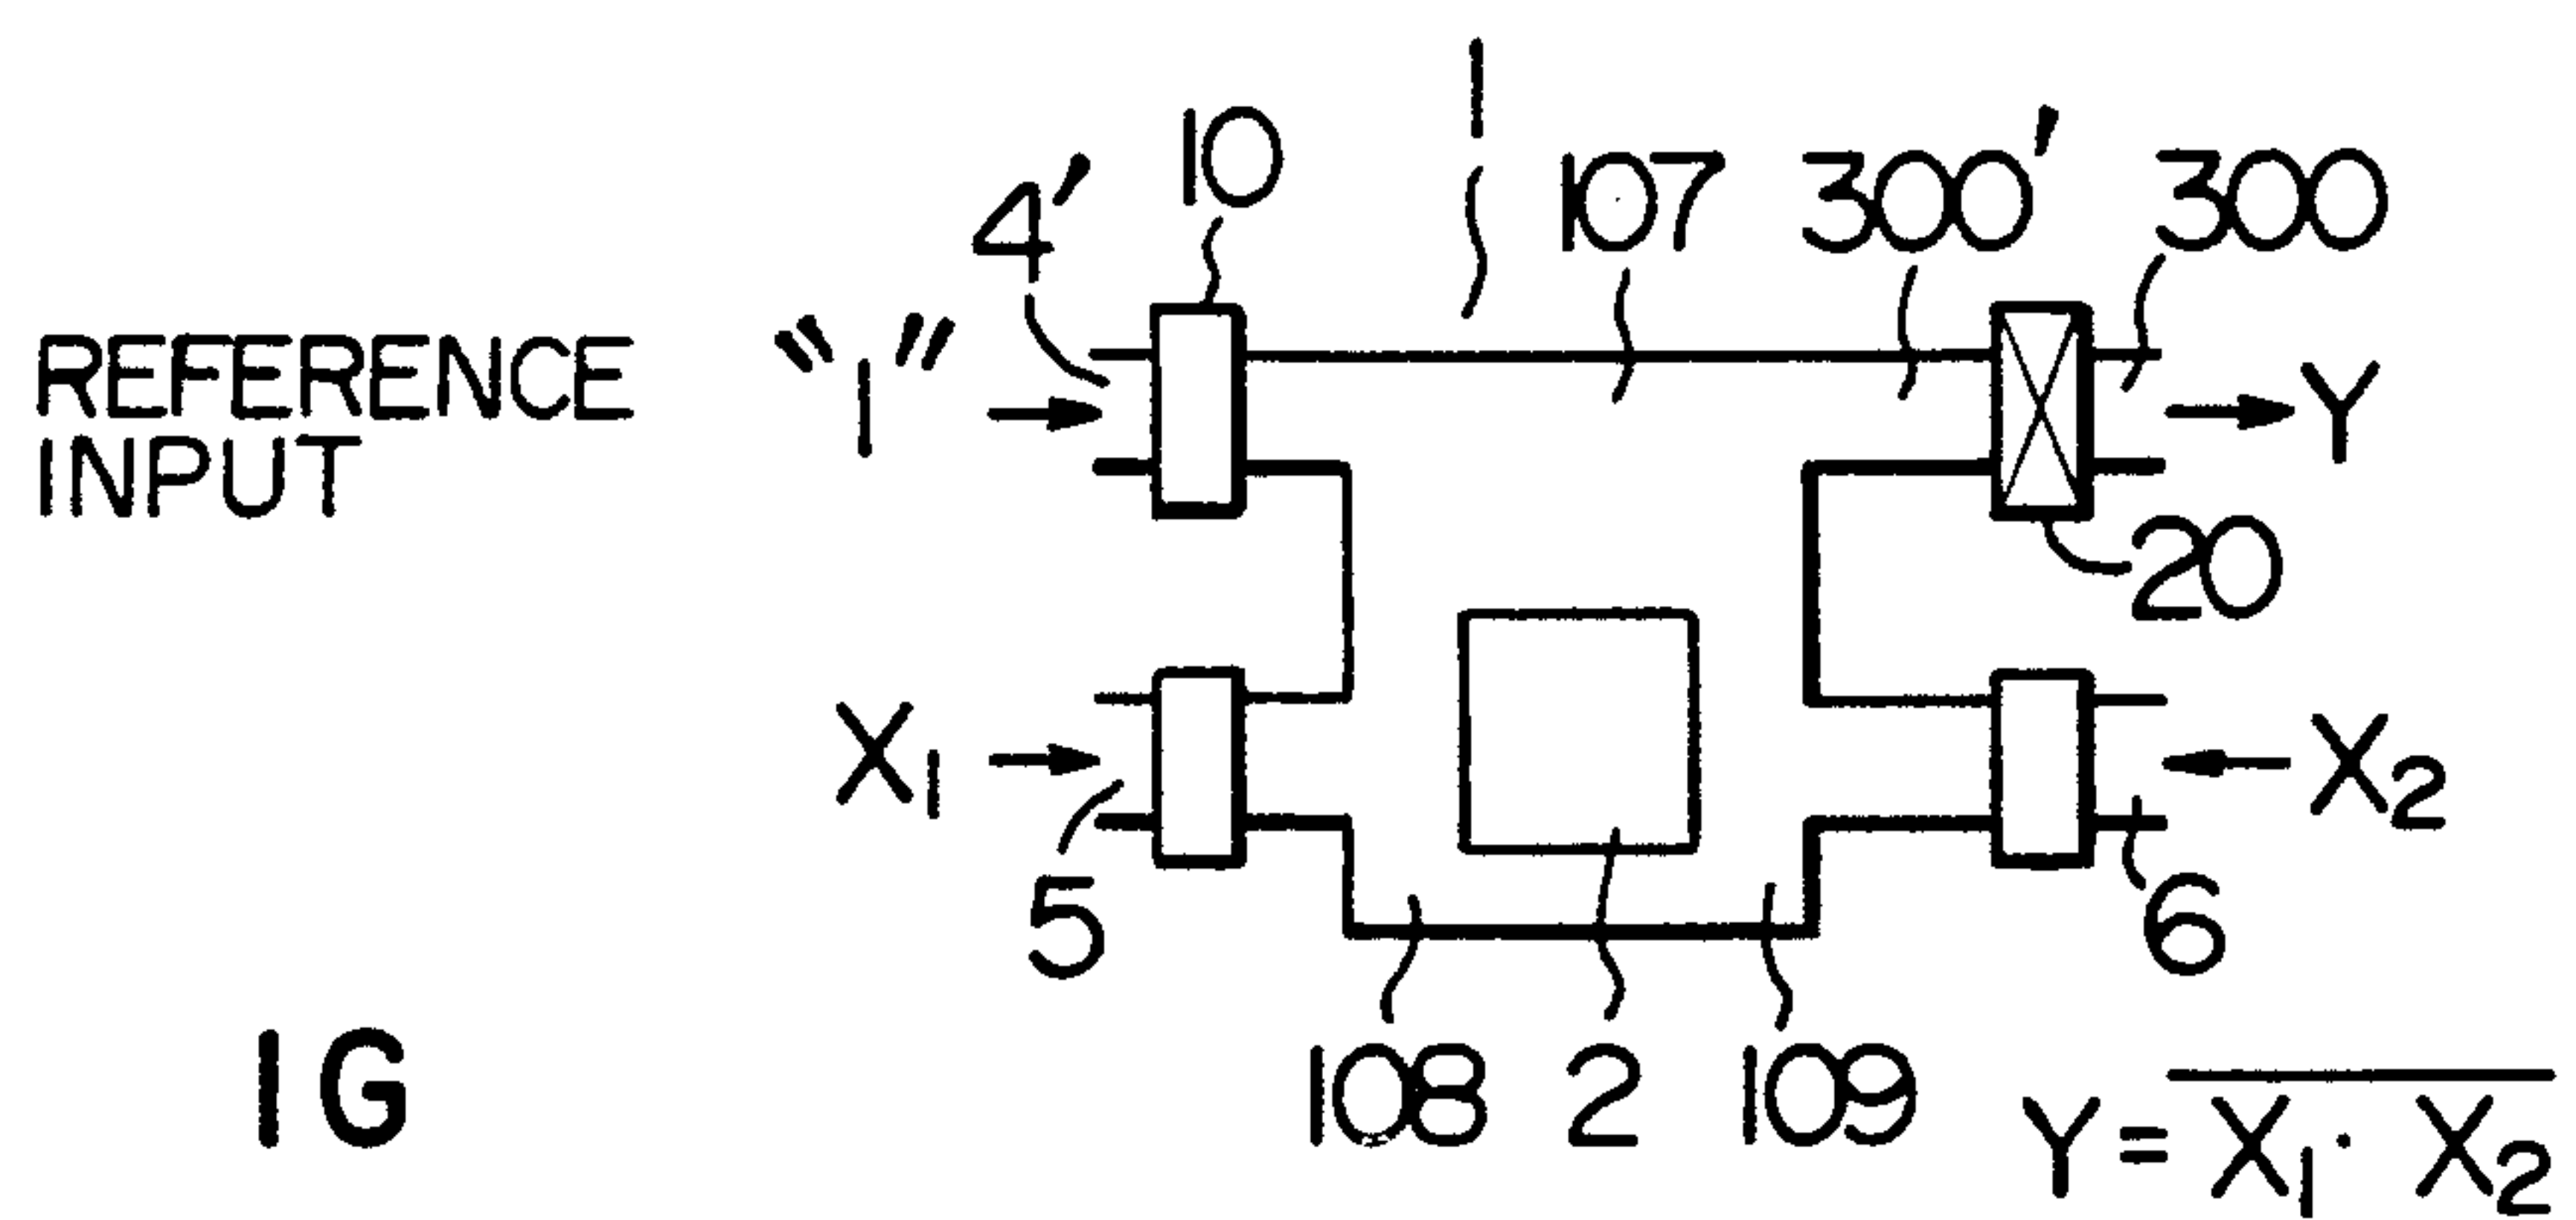 1
10
107
300'
300
4'
REFERENCE
INPUT
"1"
Y
20
X₁
X₂
5
6
108
2
109
1G
Y = \overline{X₁ · X₂}